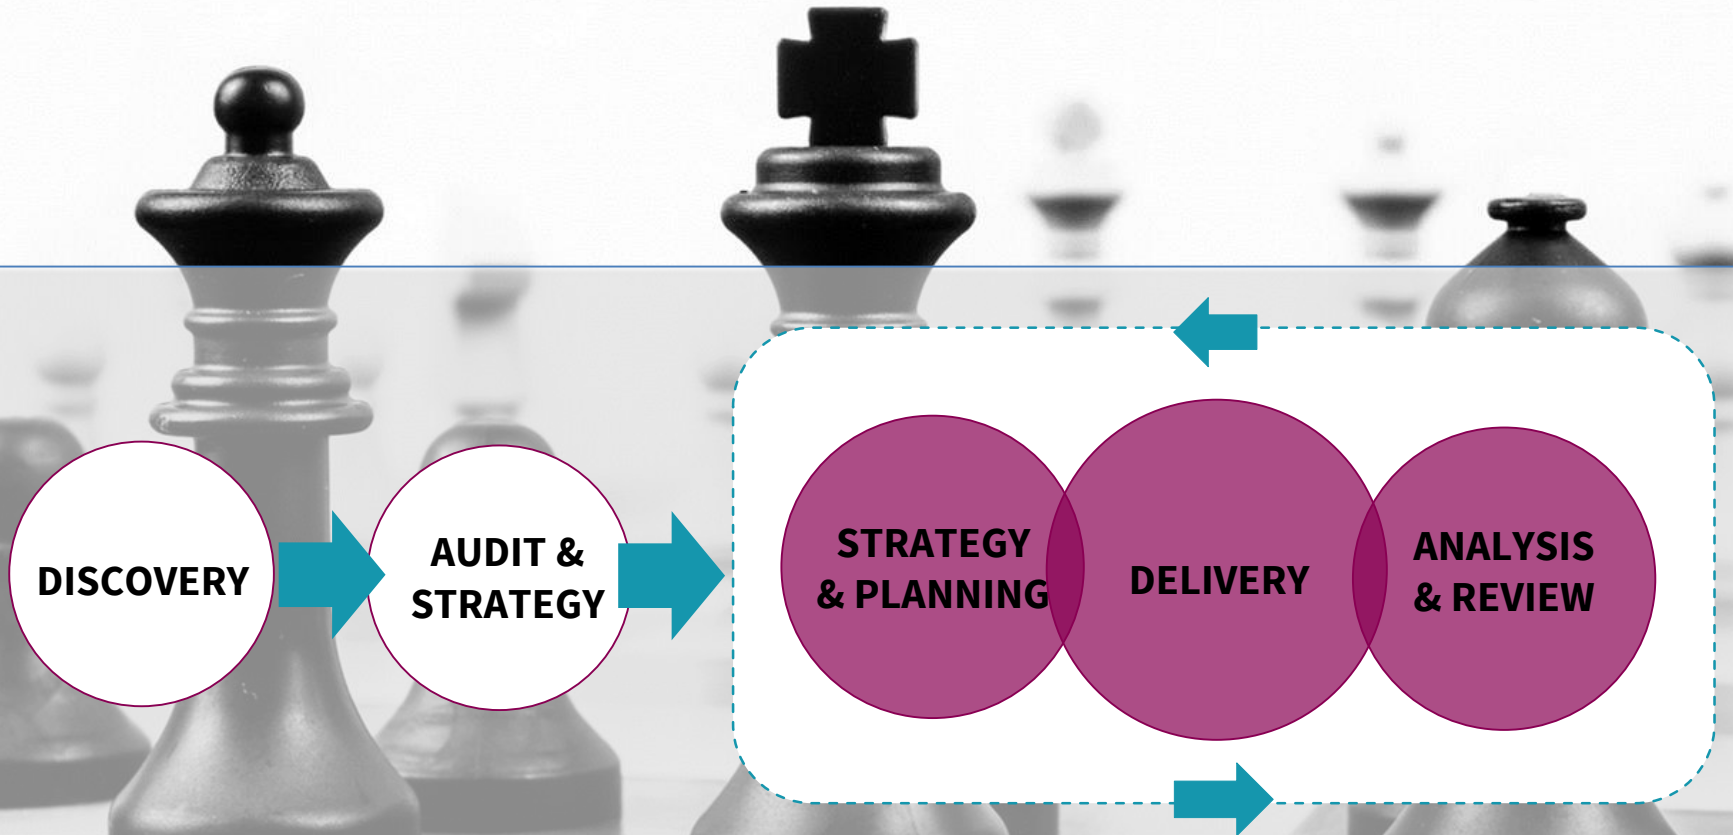 DISCOVERY
AUDIT &
STRATEGY
STRATEGY
& PLANNING
DELIVERY
ANALYSIS
& REVIEW